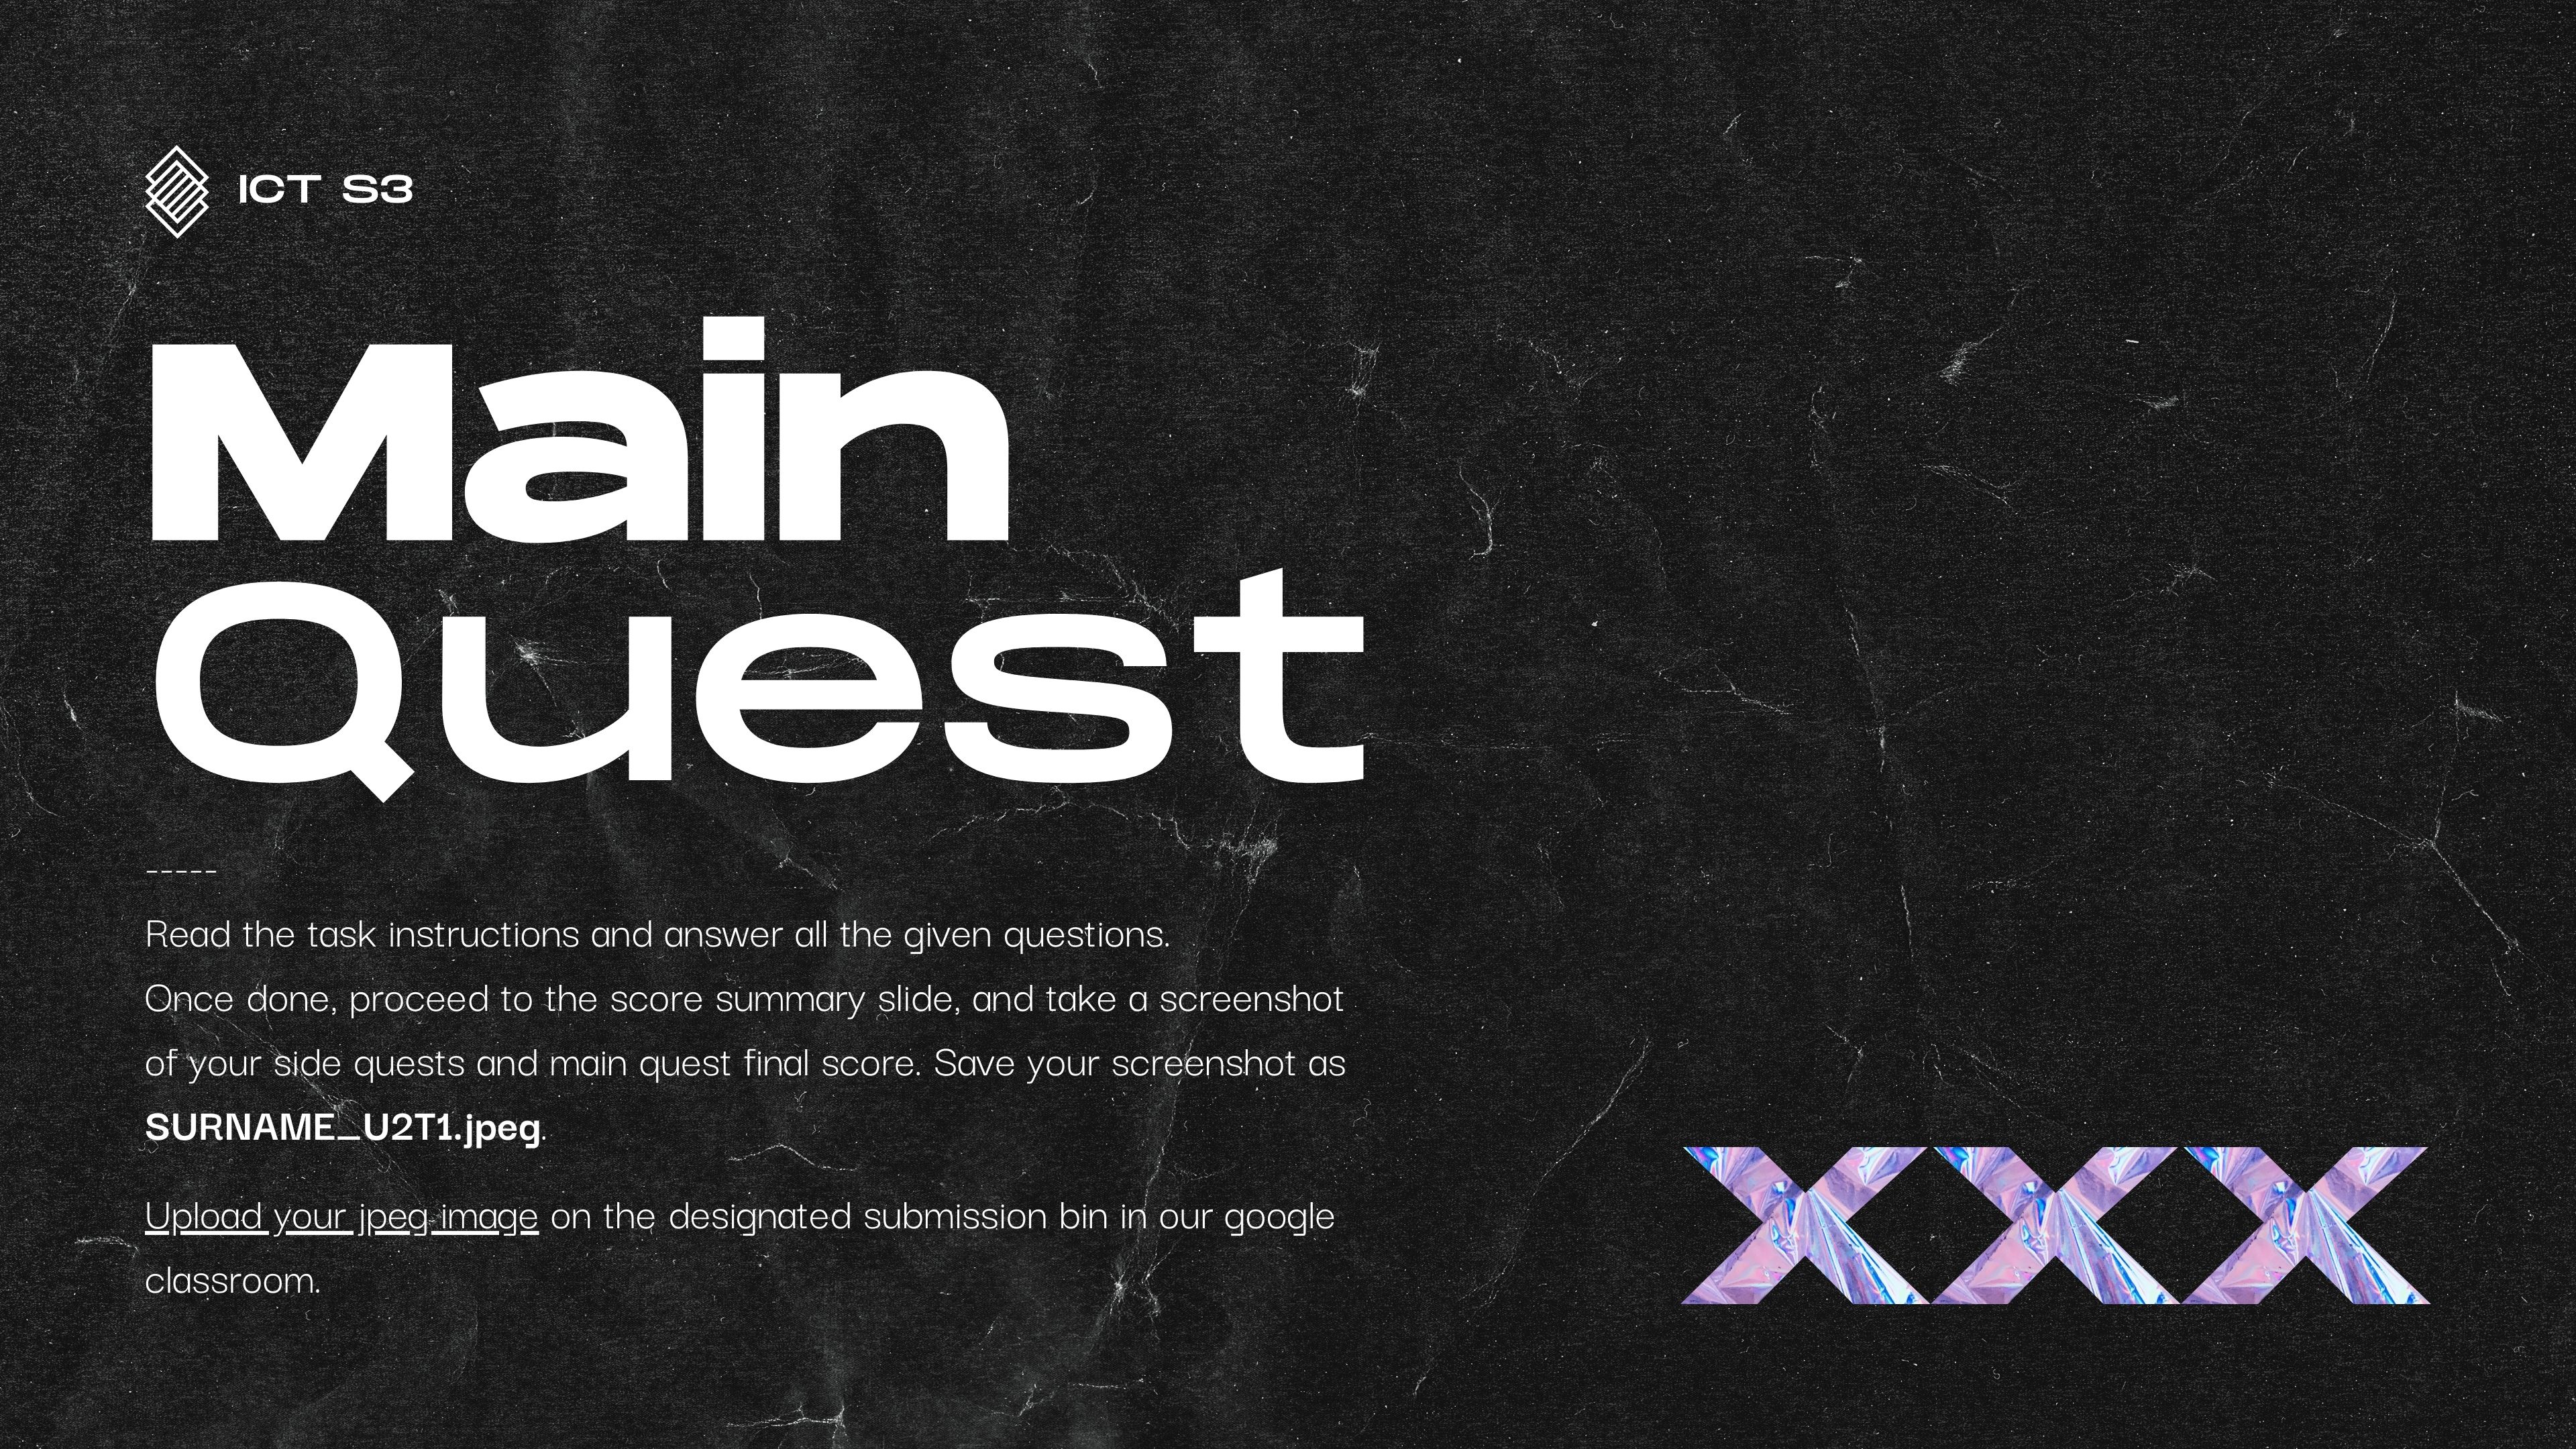 ICT S3
Main
Quest
-----
Read the task instructions and answer all the given questions.
Once done, proceed to the score summary slide, and take a screenshot
of your side quests and main quest final score. Save your screenshot as
SURNAME_U2T1.jpeg.
Upload your jpeg image on the designated submission bin in our google
classroom.
XXX